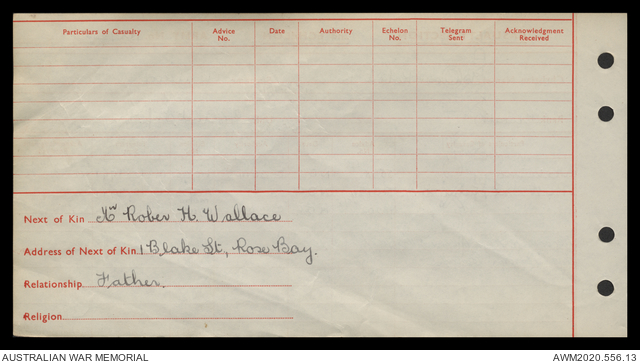 Particulars of Casualty Advice No. Date Authority Echelon No. Telegram Sent Acknowledgment Received
Next of Kin Mr Rober H. Wallace
Address of Next of Kin 1 Blake St, Rose Bay.
Relationship Father.
Religion
AUSTRALIAN WAR MEMORIAL AWM2020.556.13